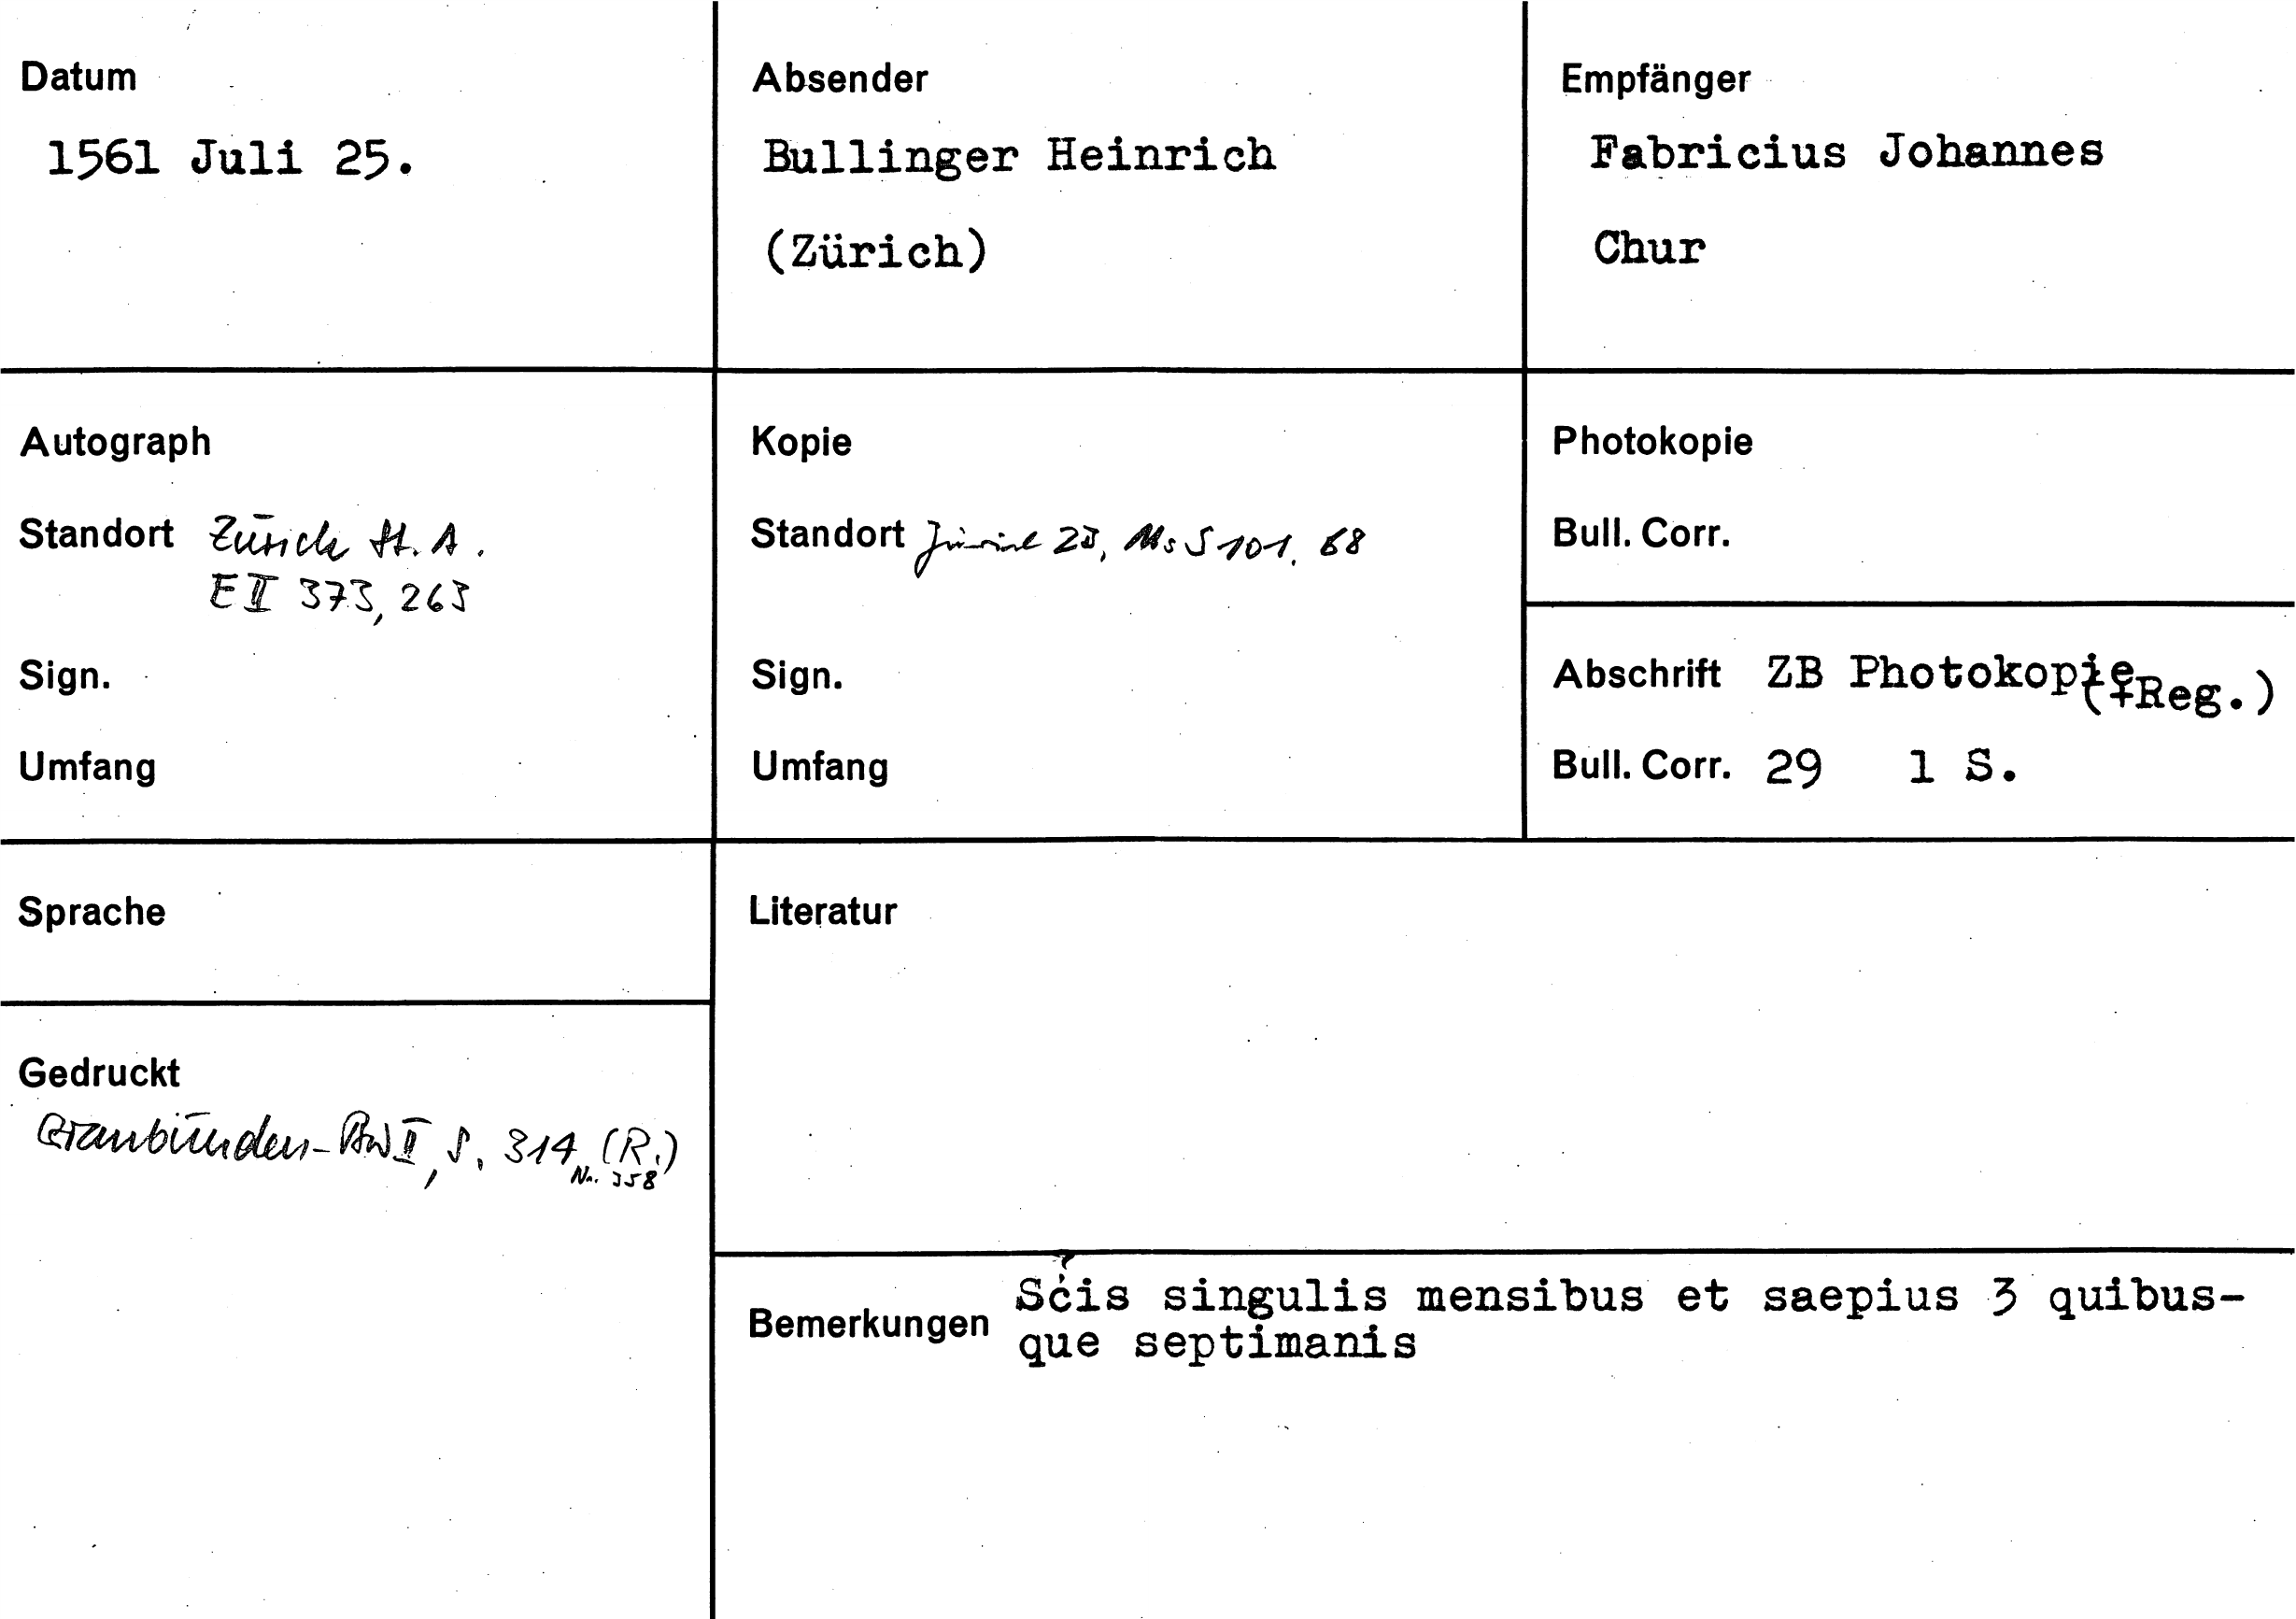 Datum
1561 Juli 25.
Absender
Bullinger Heinrich
(Zürich)
Empfänger
Fabricius Johannes
Chur
Autograph
Standort Zürich St. A.
E II 373, 263
Sign.
Umfang
Kopie
Standort Zürich ZB, Ms S 101, 68
Sign.
Umfang
Photokopie
Bull. Corr.
Abschrift ZB Photokopie (+Reg.)
Bull. Corr. 29 1 S.
Sprache
Gedruckt
Graubünden-BW II, S. 314 (R.)
Nr. 358
Literatur
Bemerkungen
Scis singulis mensibus et saepius 3 quibus-
que septimanis